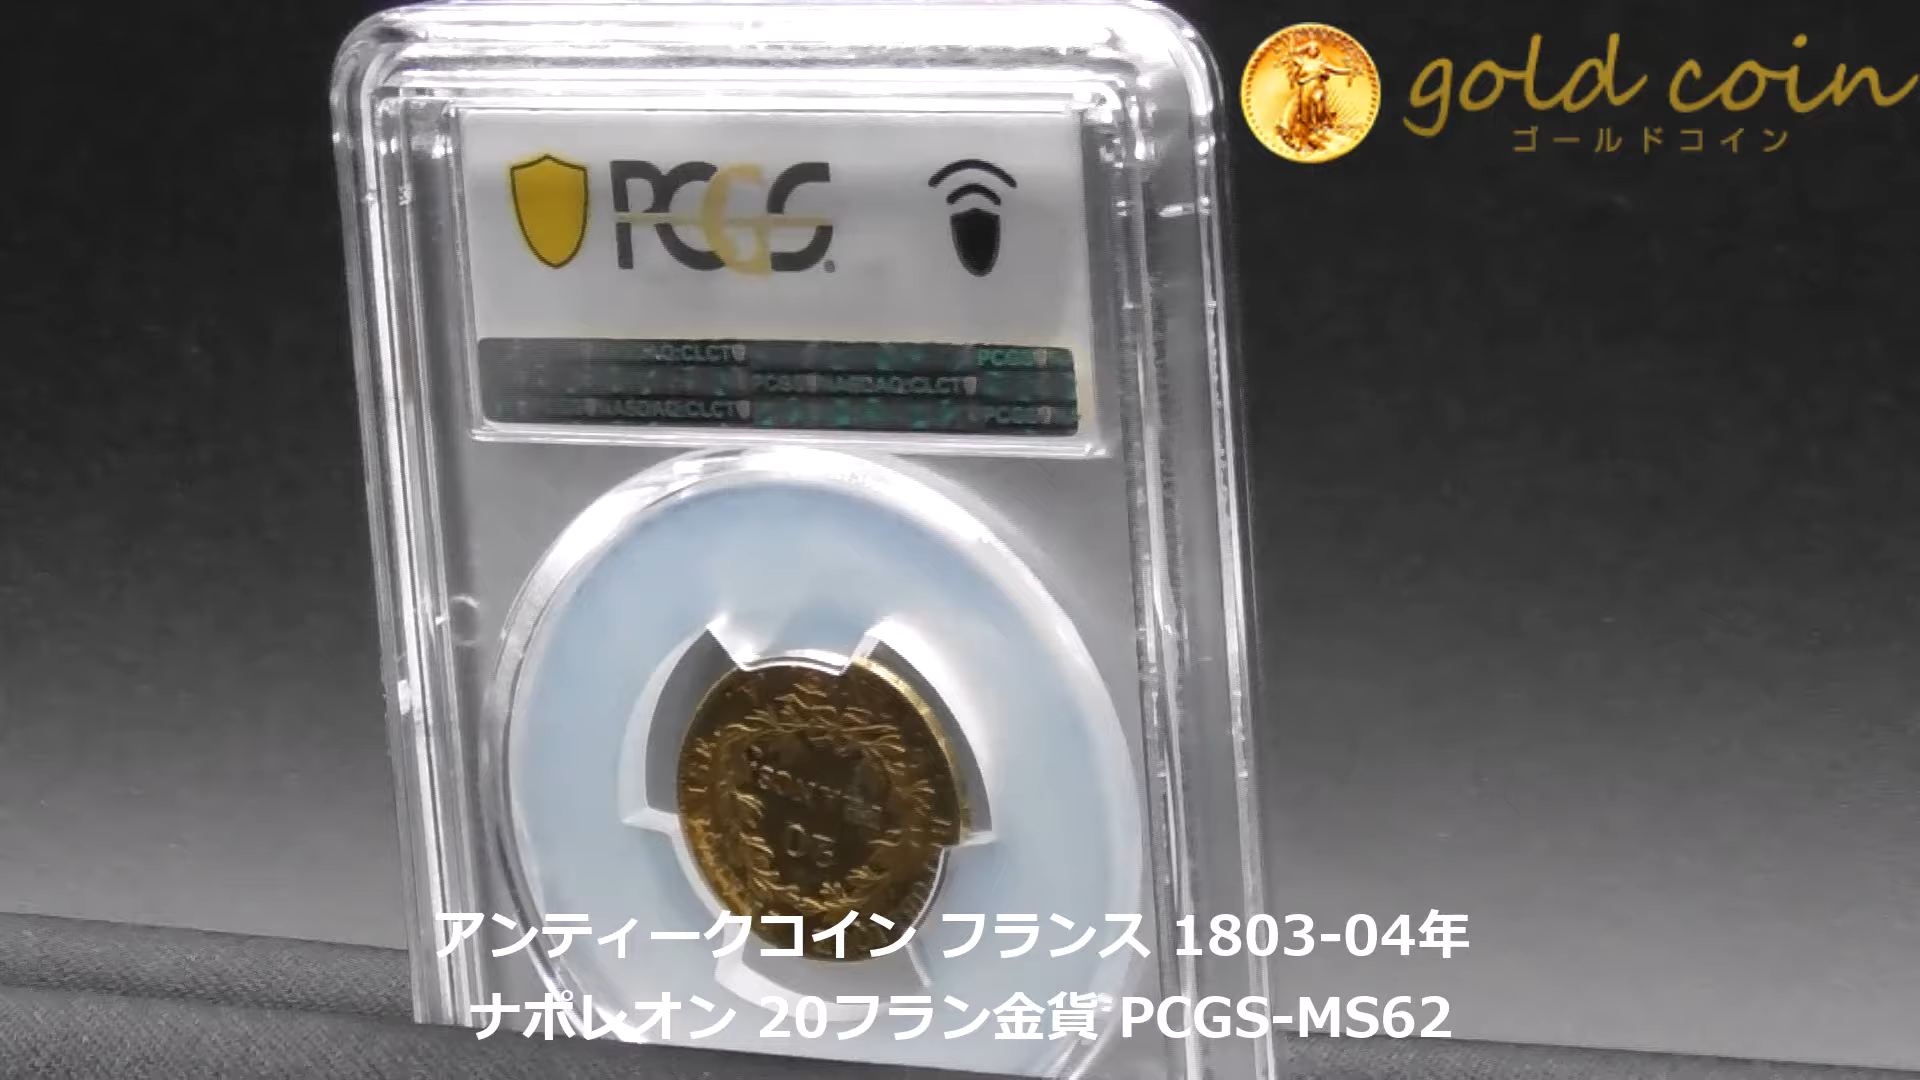 gold coin
ゴールドコイン
PCGS.
NASDAQ:CLCT PCGS
PCGS NASDAQ:CLCT
NASDAQ:CLCT PCGS
20
アンティークコイン フランス 1803-04年
ナポレオン 20フラン金貨 PCGS-MS62